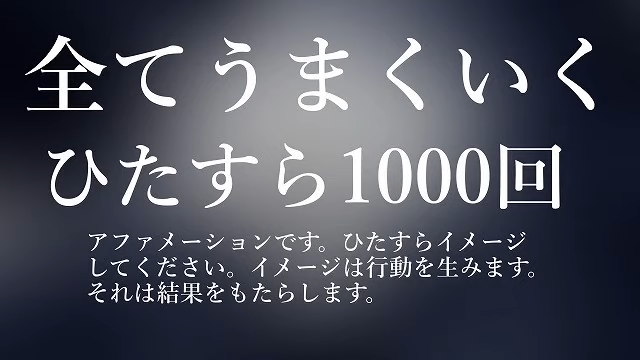 全てうまくいく
ひたすら1000回
アファメーションです。ひたすらイメージ
してください。イメージは行動を生みます。
それは結果をもたらします。